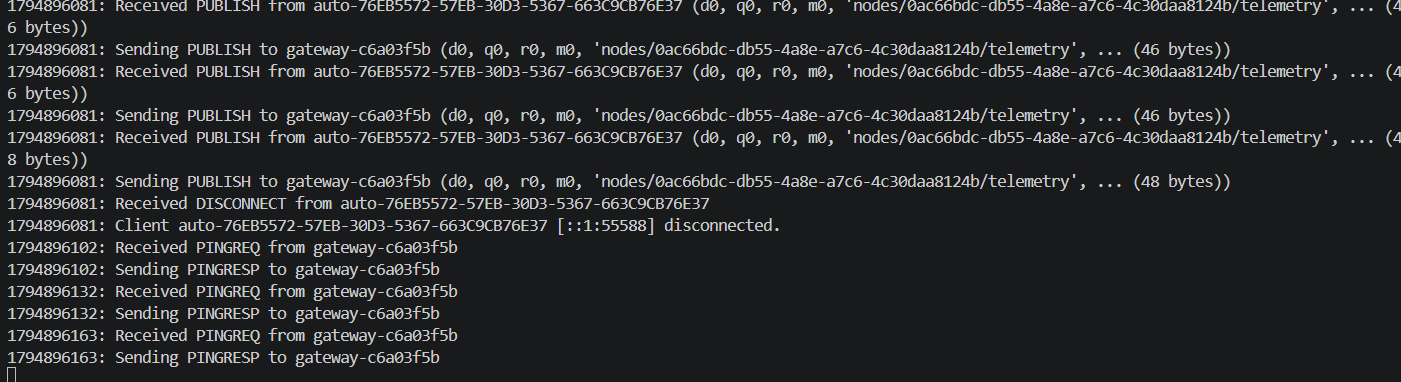 1794896081: Received PUBLISH from auto-76EB5572-57EB-30D3-5367-663C9CB76E37 (d0, q0, r0, m0, 'nodes/0ac66bdc-db55-4a8e-a7c6-4c30daa8124b/telemetry', ... (4
6 bytes))
1794896081: Sending PUBLISH to gateway-c6a03f5b (d0, q0, r0, m0, 'nodes/0ac66bdc-db55-4a8e-a7c6-4c30daa8124b/telemetry', ... (46 bytes))
1794896081: Received PUBLISH from auto-76EB5572-57EB-30D3-5367-663C9CB76E37 (d0, q0, r0, m0, 'nodes/0ac66bdc-db55-4a8e-a7c6-4c30daa8124b/telemetry', ... (4
6 bytes))
1794896081: Sending PUBLISH to gateway-c6a03f5b (d0, q0, r0, m0, 'nodes/0ac66bdc-db55-4a8e-a7c6-4c30daa8124b/telemetry', ... (46 bytes))
1794896081: Received PUBLISH from auto-76EB5572-57EB-30D3-5367-663C9CB76E37 (d0, q0, r0, m0, 'nodes/0ac66bdc-db55-4a8e-a7c6-4c30daa8124b/telemetry', ... (4
8 bytes))
1794896081: Sending PUBLISH to gateway-c6a03f5b (d0, q0, r0, m0, 'nodes/0ac66bdc-db55-4a8e-a7c6-4c30daa8124b/telemetry', ... (48 bytes))
1794896081: Received DISCONNECT from auto-76EB5572-57EB-30D3-5367-663C9CB76E37
1794896081: Client auto-76EB5572-57EB-30D3-5367-663C9CB76E37 [::1:55588] disconnected.
1794896102: Received PINGREQ from gateway-c6a03f5b
1794896102: Sending PINGRESP to gateway-c6a03f5b
1794896132: Received PINGREQ from gateway-c6a03f5b
1794896132: Sending PINGRESP to gateway-c6a03f5b
1794896163: Received PINGREQ from gateway-c6a03f5b
1794896163: Sending PINGRESP to gateway-c6a03f5b